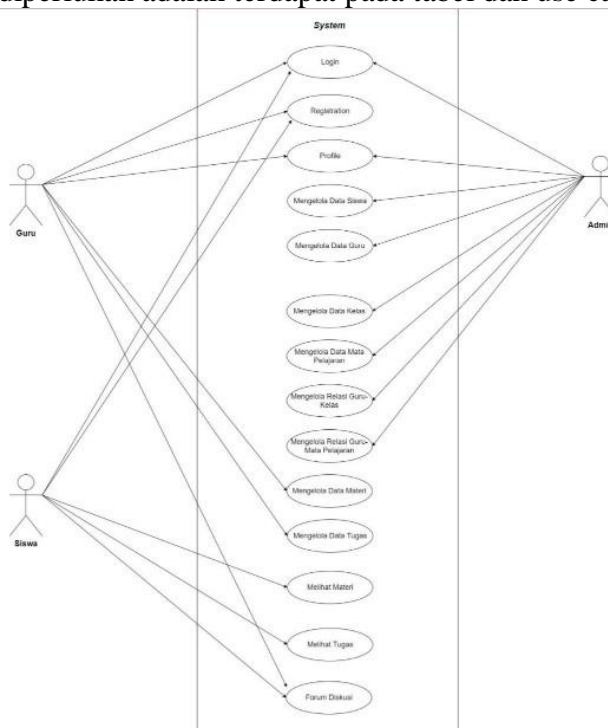 diperlukan adalah terdapat pada tabel dan use ca
System
Login
Registration
Profile
Mengelola Data Siswa
Guru
Admi
Mengelola Data Guru
Mengelola Data Kelas
Mengelola Data Mata
Pelajaran
Mengelola Relasi Guru-
Kelas
Mengelola Relasi Guru-
Mata Pelajaran
Mengelola Data Materi
Siswa
Mengelola Data Tugas
Melihat Materi
Melihat Tugas
Forum Diskusi